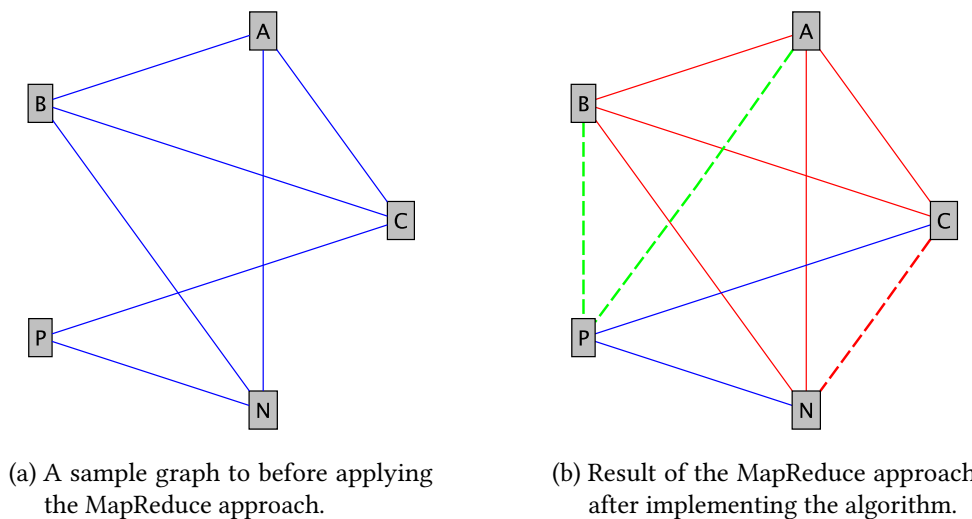 A
B
C
P
N
A
B
C
P
N
(a) A sample graph to before applying
the MapReduce approach.
(b) Result of the MapReduce approach
after implementing the algorithm.